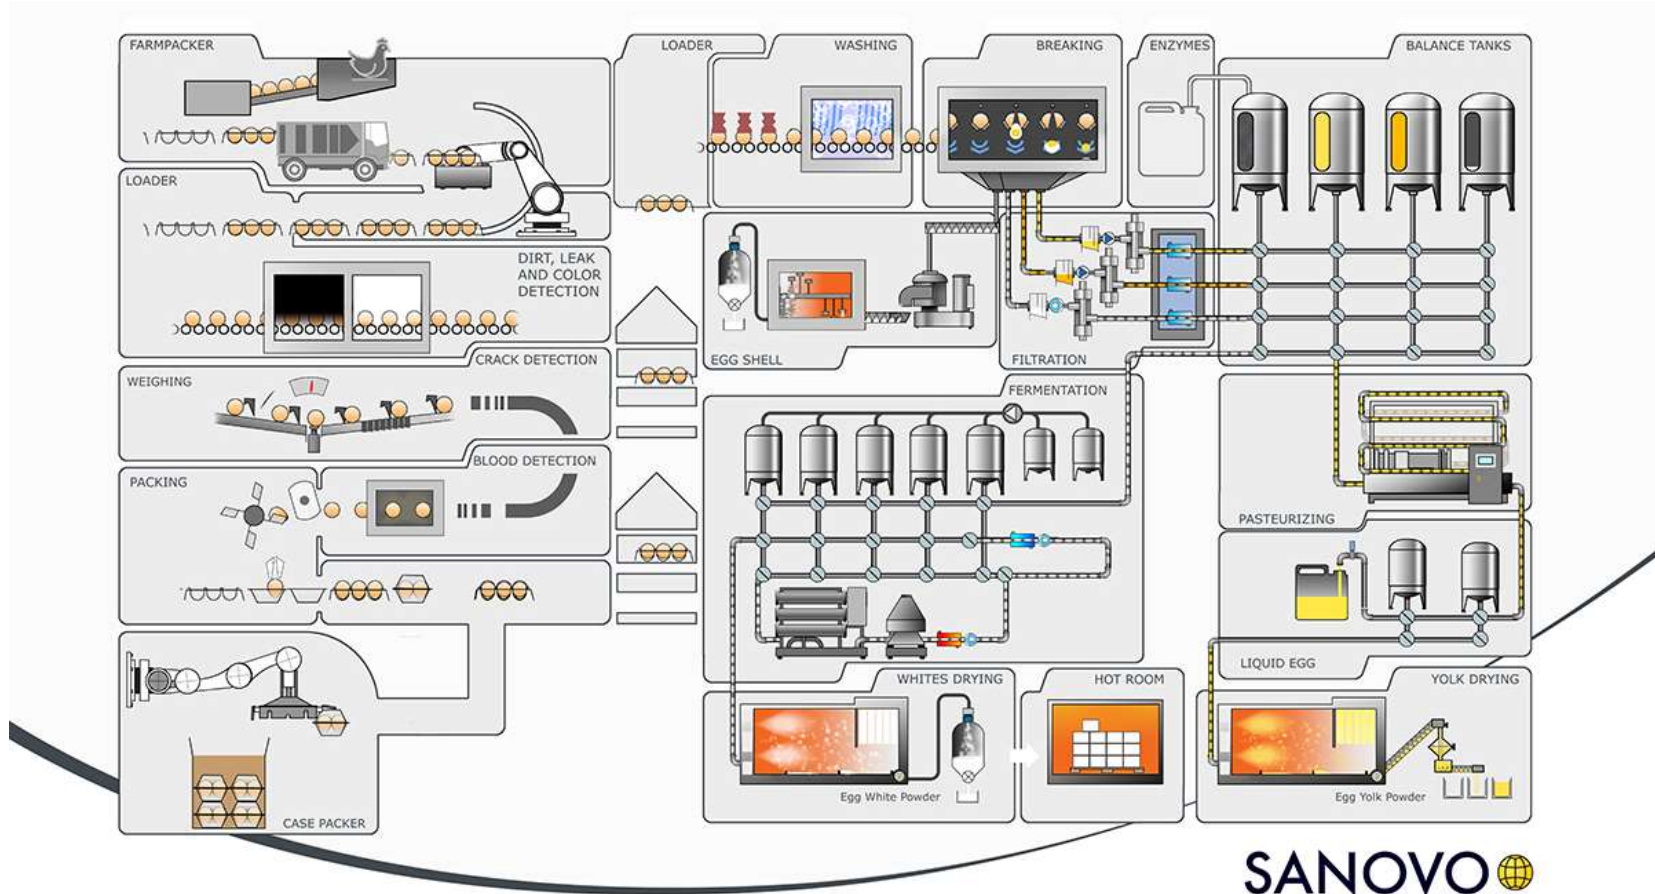 FARMPACKER
LOADER
DIRT, LEAK
AND COLOR
DETECTION
CRACK DETECTION
WEIGHING
BLOOD DETECTION
PACKING
CASE PACKER
LOADER
WASHING
BREAKING
ENZYMES
BALANCE TANKS
EGG SHELL
FILTRATION
FERMENTATION
PASTEURIZING
LIQUID EGG
WHITES DRYING
Egg White Powder
HOT ROOM
YOLK DRYING
Egg Yolk Powder
SANOVO